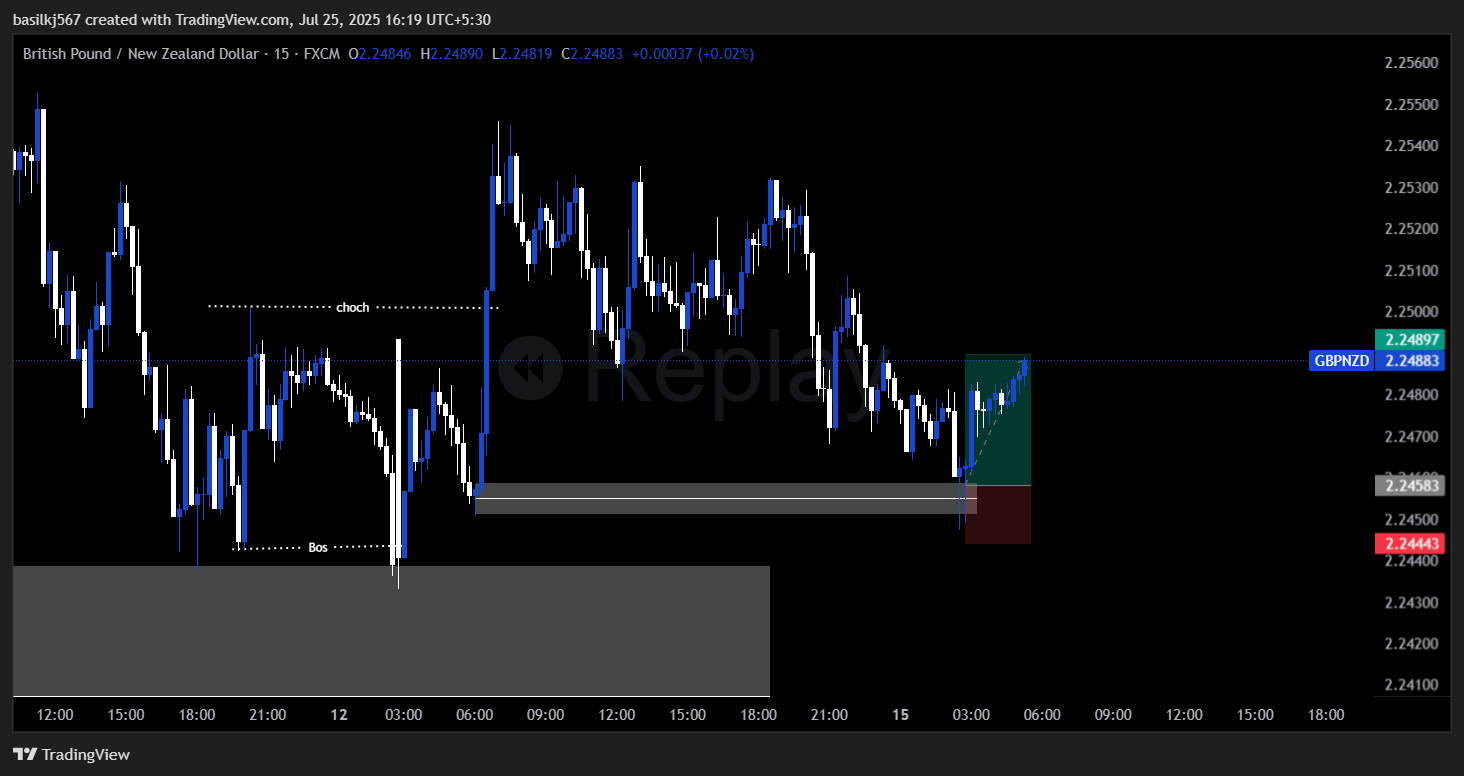 basilkj567 created with TradingView.com, Jul 25, 2025 16:19 UTC+5:30
British Pound / New Zealand Dollar · 15 · FXCM O2.24846 H2.24890 L2.24819 C2.24883 +0.00037 (+0.02%)
2.25600
2.25500
2.25400
2.25300
2.25200
2.25100
choch
2.25000
2.24897
Replay
GBPNZD 2.24883
2.24800
2.24700
2.24583
2.24500
Bos
2.24443
2.24400
2.24300
2.24200
2.24100
12:00 15:00 18:00 21:00 12 03:00 06:00 09:00 12:00 15:00 18:00 21:00 15 03:00 06:00 09:00 12:00 15:00 18:00
TradingView